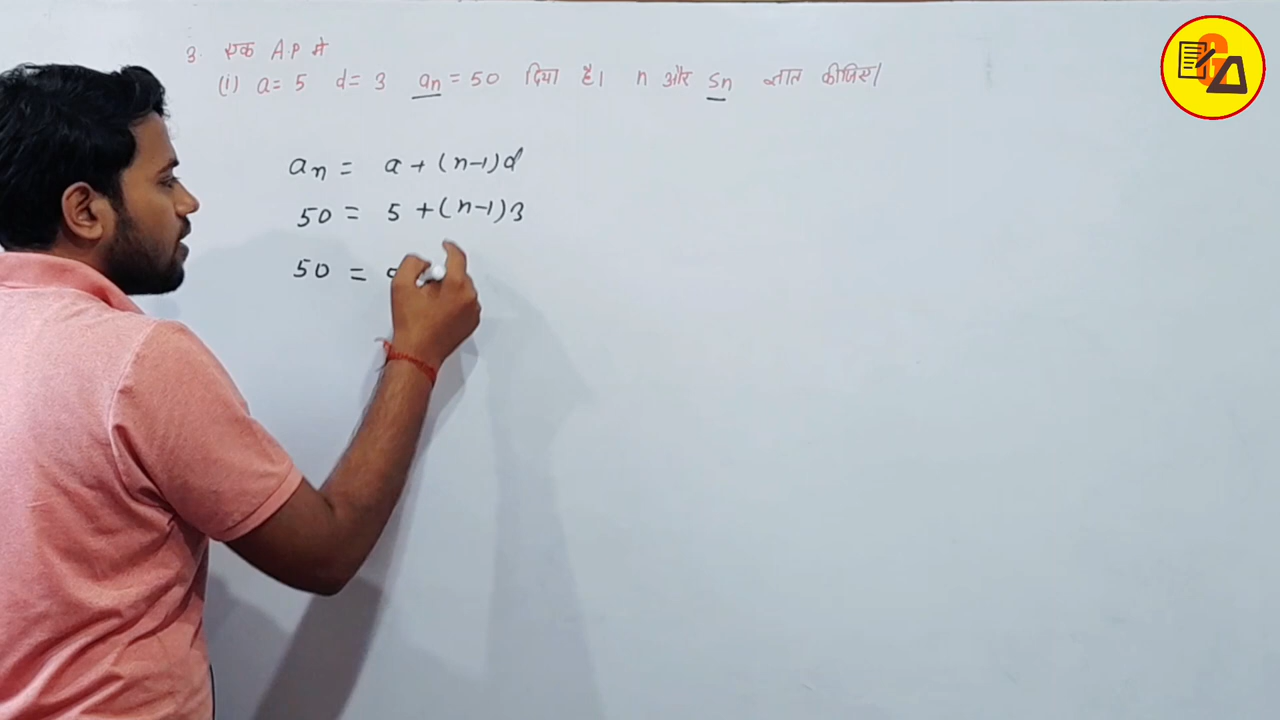 3. एक A.P में
(i) a = 5 d = 3 an = 50 दिया है। n और Sn ज्ञात कीजिए।
an = a + (n-1)d
50 = 5 + (n-1)3
50 =